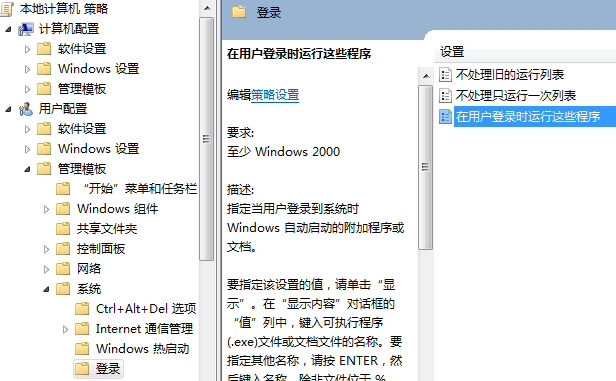 本地计算机 策略
计算机配置
软件设置
Windows 设置
管理模板
用户配置
软件设置
Windows 设置
管理模板
“开始”菜单和任务栏
Windows 组件
共享文件夹
控制面板
网络
系统
Ctrl+Alt+Del 选项
Internet 通信管理
Windows 热启动
登录
登录
在用户登录时运行这些程序
编辑策略设置
要求:
至少 Windows 2000
描述:
指定当用户登录到系统时
Windows 自动启动的附加程序或
文档。
要指定该设置的值，请单击“显
示”。在“显示内容”对话框的
“值”列中，键入可执行程序
(.exe)文件或文档文件的名称。要
指定其他名称，请按 ENTER，然
后键入名称。除非文件位于 %
设置
不处理旧的运行列表
不处理只运行一次列表
在用户登录时运行这些程序